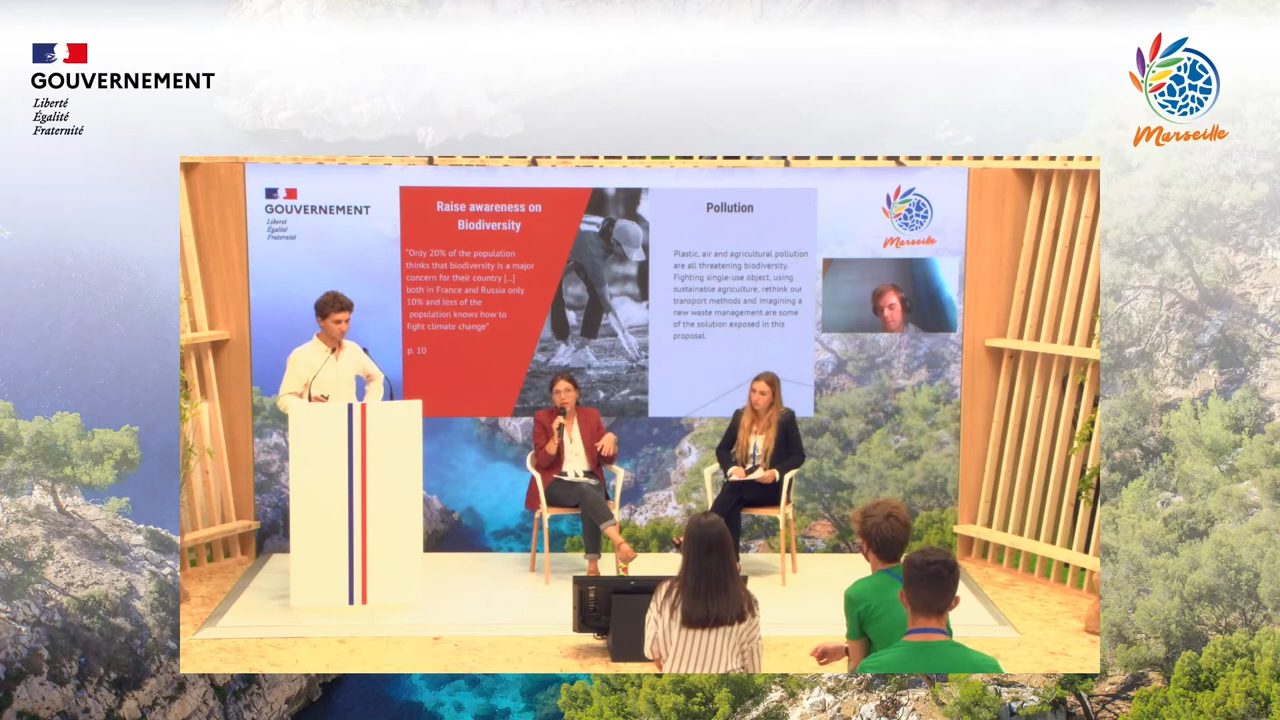 GOUVERNEMENT
Liberté
Égalité
Fraternité
Marseille
GOUVERNEMENT
Liberté
Égalité
Fraternité
Raise awareness on
Biodiversity
"Only 20% of the population
thinks that biodiversity is a major
concern for their country [...]
both in France and Russia only
10% and less of the
population knows how to
fight climate change"
p. 10
Pollution
Plastic, air and agricultural pollution
are all threatening biodiversity.
Fighting single-use object, using
sustainable agriculture, rethink our
transport methods and imagining a
new waste management are some
of the solution exposed in this
proposal.
Marseille